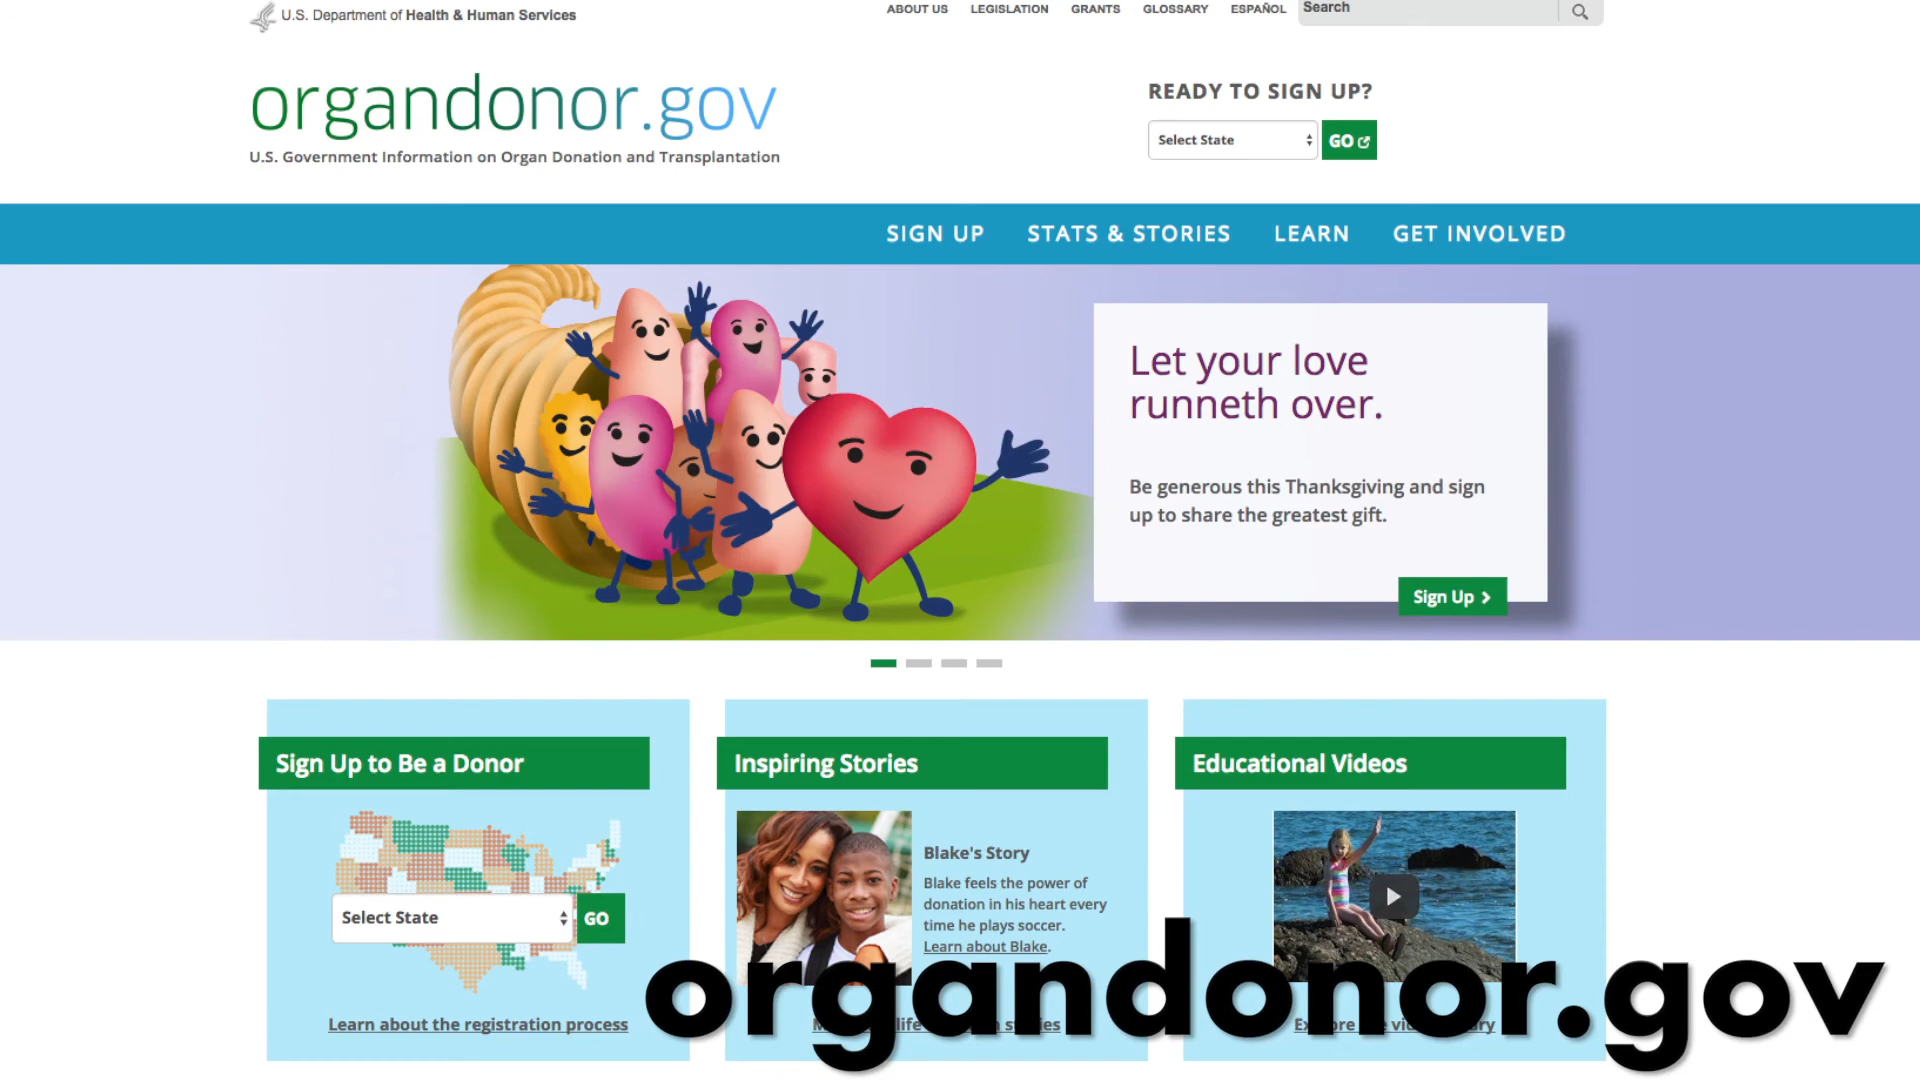 U.S. Department of Health & Human Services
ABOUT US LEGISLATION GRANTS GLOSSARY ESPAÑOL Search
organdonor.gov
U.S. Government Information on Organ Donation and Transplantation
READY TO SIGN UP?
Select State GO
SIGN UP STATS & STORIES LEARN GET INVOLVED
Let your love
runneth over.
Be generous this Thanksgiving and sign
up to share the greatest gift.
Sign Up
Sign Up to Be a Donor
Select State GO
Learn about the registration process
Inspiring Stories
Blake's Story
Blake feels the power of
donation in his heart every
time he plays soccer.
Learn about Blake.
Educational Videos
organdonor.gov